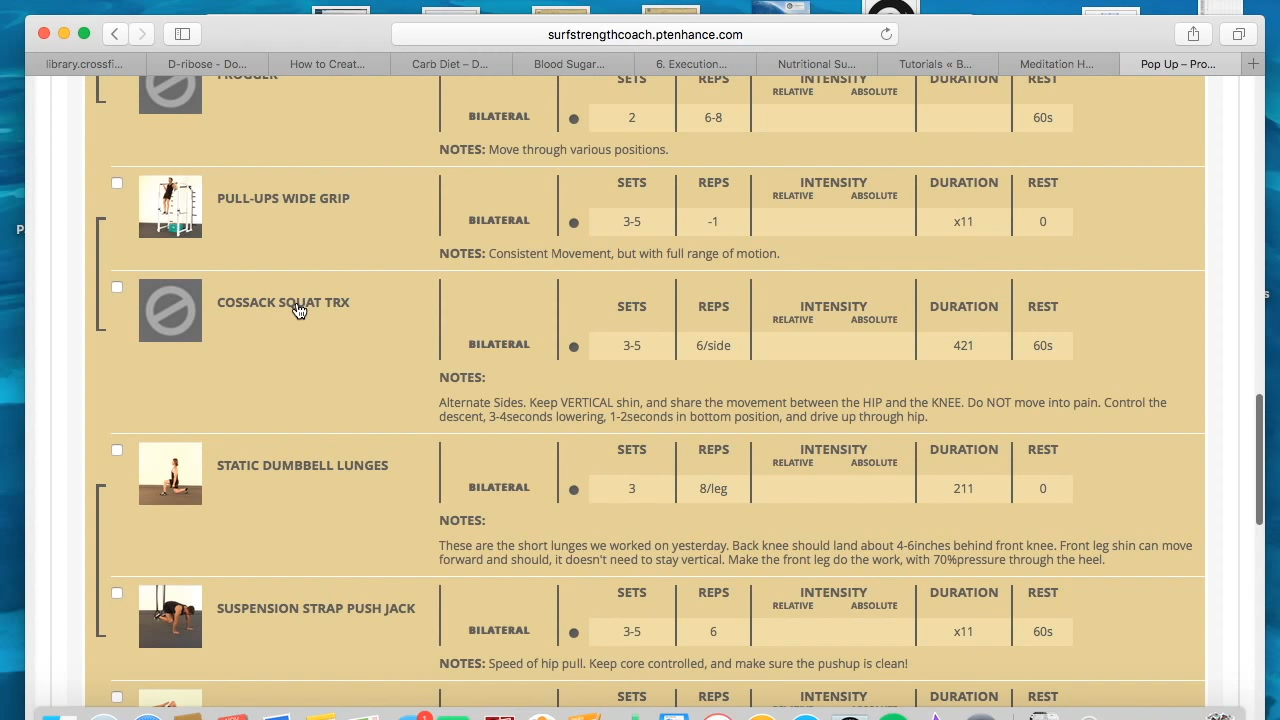 surfstrengthcoach.ptenhance.com
library.crossfi...
D-ribose - Do...
How to Creat...
Carb Diet – D...
Blood Sugar...
6. Execution...
Nutritional Su...
Tutorials « B...
Meditation H...
Pop Up – Pro...
FROGGER
SETS REPS INTENSITY DURATION REST
RELATIVE ABSOLUTE
BILATERAL 2 6-8 60s
NOTES: Move through various positions.
PULL-UPS WIDE GRIP
SETS REPS INTENSITY DURATION REST
RELATIVE ABSOLUTE
BILATERAL 3-5 -1 x11 0
NOTES: Consistent Movement, but with full range of motion.
COSSACK SQUAT TRX
SETS REPS INTENSITY DURATION REST
RELATIVE ABSOLUTE
BILATERAL 3-5 6/side 421 60s
NOTES:
Alternate Sides. Keep VERTICAL shin, and share the movement between the HIP and the KNEE. Do NOT move into pain. Control the
descent, 3-4seconds lowering, 1-2seconds in bottom position, and drive up through hip.
STATIC DUMBBELL LUNGES
SETS REPS INTENSITY DURATION REST
RELATIVE ABSOLUTE
BILATERAL 3 8/leg 211 0
NOTES:
These are the short lunges we worked on yesterday. Back knee should land about 4-6inches behind front knee. Front leg shin can move
forward and should, it doesn't need to stay vertical. Make the front leg do the work, with 70%pressure through the heel.
SUSPENSION STRAP PUSH JACK
SETS REPS INTENSITY DURATION REST
RELATIVE ABSOLUTE
BILATERAL 3-5 6 x11 60s
NOTES: Speed of hip pull. Keep core controlled, and make sure the pushup is clean!
SETS REPS INTENSITY DURATION REST